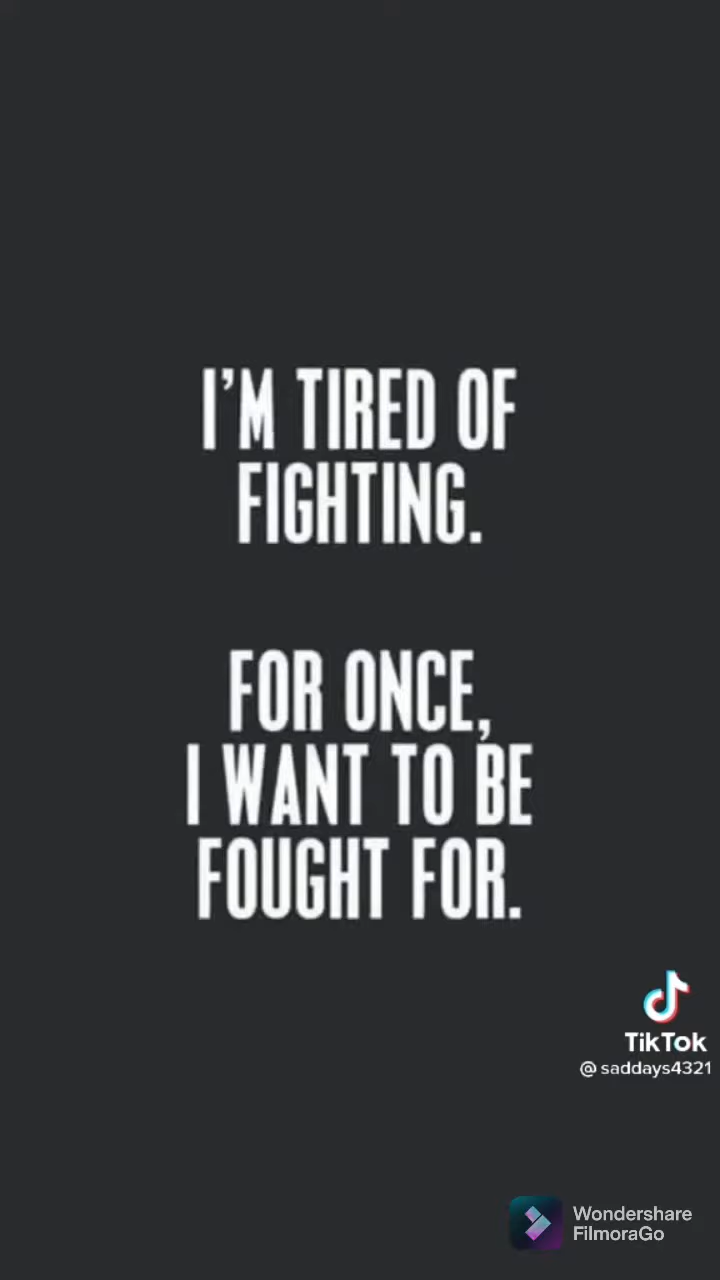 I'M TIRED OF
FIGHTING.
FOR ONCE,
I WANT TO BE
FOUGHT FOR.
TikTok
@saddays4321
Wondershare
FilmoraGo